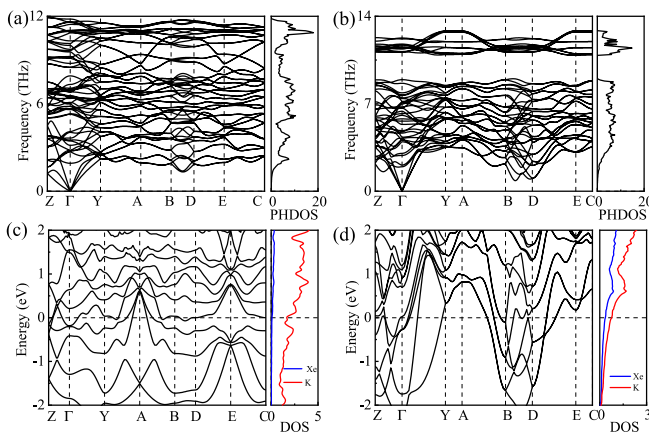 (a)
12
6
0
Frequency (THz)
Z Γ Y A B D E C
0 20
PHDOS
(b)
14
7
0
Frequency (THz)
Z Γ Y A B D E C
0 20
PHDOS
(c)
2
1
0
-1
-2
Energy (eV)
Z Γ Y A B D E C
Xe
K
0 5
DOS
(d)
2
1
0
-1
-2
Energy (eV)
Z Γ Y A B D E C
Xe
K
0 3
DOS